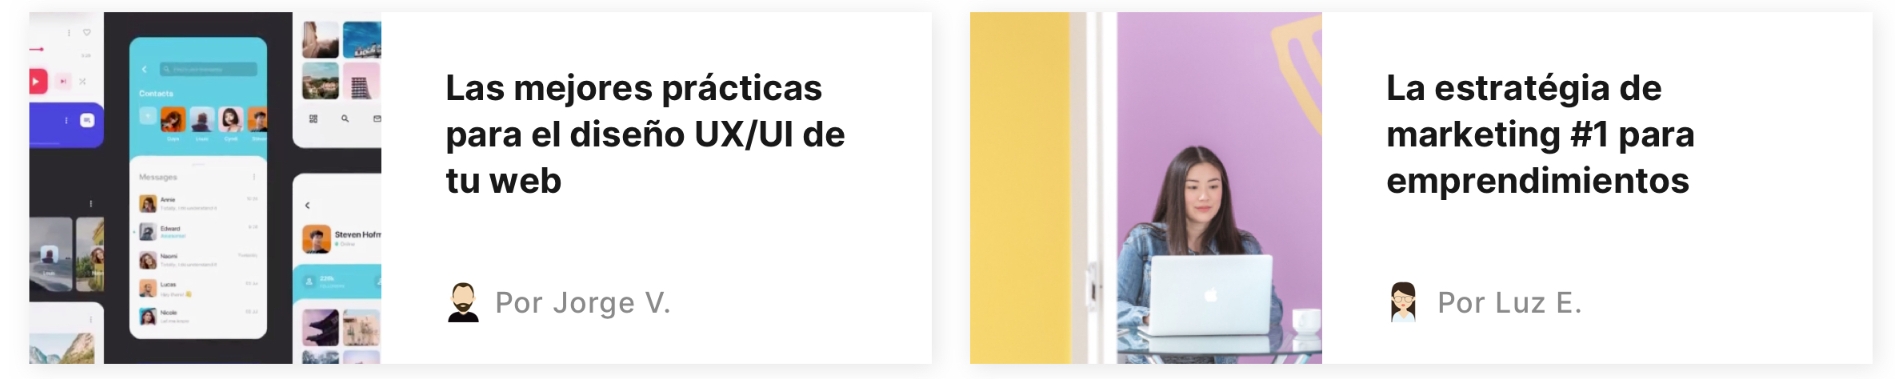 Contacts
Messages
Annie
Edward
Naomi
Lucas
Nicole
Steven Hofm
Las mejores prácticas
para el diseño UX/UI de
tu web
Por Jorge V.
La estratégia de
marketing #1 para
emprendimientos
Por Luz E.